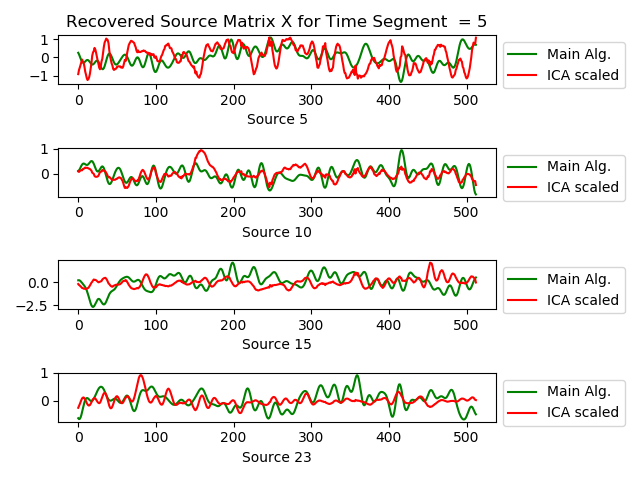 Recovered Source Matrix X for Time Segment  = 5
1
0
−1
0 100 200 300 400 500
Source 5
Main Alg.
ICA scaled
1
0
0 100 200 300 400 500
Source 10
Main Alg.
ICA scaled
0.0
−2.5
0 100 200 300 400 500
Source 15
Main Alg.
ICA scaled
1
0
0 100 200 300 400 500
Source 23
Main Alg.
ICA scaled